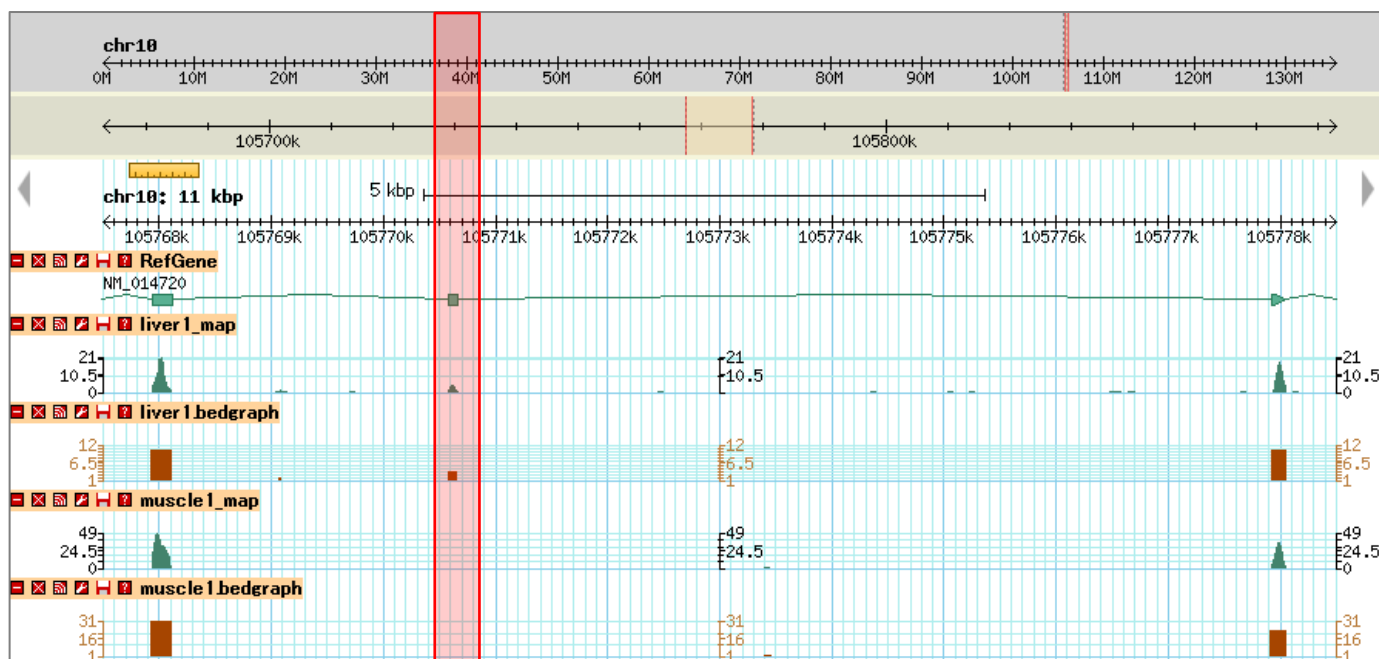 chr10
0M 10M 20M 30M 40M 50M 60M 70M 80M 90M 100M 110M 120M 130M
105700k 105800k
5 kbp
chr10: 11 kbp
105768k 105769k 105770k 105771k 105772k 105773k 105774k 105775k 105776k 105777k 105778k
RefGene
NM_014720
liver1_map
21 21 21
10.5 10.5 10.5
0 0
liver1.bedgraph
12 12 12
6.5 6.5 6.5
1 1 1
muscle1_map
49 49 49
24.5 24.5 24.5
0 0 0
muscle1.bedgraph
31 31 31
16 16 16
1 1 1